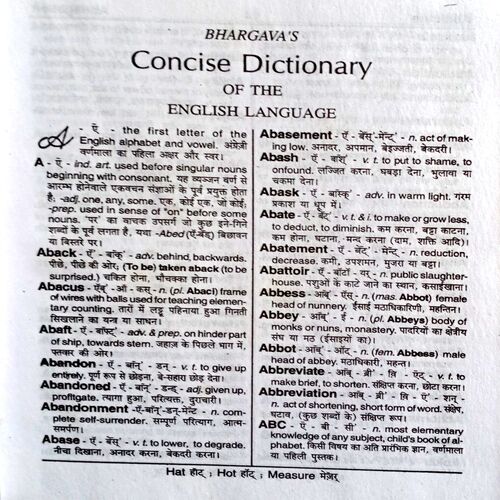 BHARGAVA'S
Concise Dictionary
OF THE
ENGLISH LANGUAGE
A - ऍ - the first letter of the
English alphabet and vowel. अंग्रेज़ी
वर्णमाला का पहिला अक्षर और स्वर।
A - ऍ - ind. art. used before singular nouns
beginning with consonant. यह व्यञ्जन वर्ण से
आरम्भ होनेवाले एकवचन संज्ञाओं के पूर्व प्रयुक्त होता
है; -adj. one, any, some. एक, कोई एक, जो कोई;
-prep. used in sense of "on" before some
nouns. 'पर' का वाचक उपसर्ग जो कुछ इने-गिने
शब्दों के पूर्व लगता है, यथा -Abed (ऍ-बॆड्) बिछावन
या बिस्तरे पर।
Aback - ऍ' - बॅक्' - adv. behind, backwards.
पीछे, पीछे की ओर; (To be) taken aback (to be
surprised.) चकित होना, भौचक्का होना।
Abacus - ऍब्' - अ - कस् - n. (pl. Abaci) frame
of wires with balls used for teaching elemen-
tary counting. तारों में लट्टू पहिनाया हुआ गिनती
सिखलाने का यन्त्र या साधन।
Abaft - ऍ - बॅफ्ट्' - adv. & prep. on hinder part
of ship, towards stern. जहाज़ के पिछले भाग में,
पतवार की ओर।
Abandon - ऍ - बॅन्' - डन् - v. t. to give up
entirely. पूर्ण रूप से छोड़ना, बे-सहारा छोड़ देना।
Abandoned - ऍ - बॅन्' - डन्ड् - adj. given up,
profligate. त्यागा हुआ, परित्यक्त, दुराचारी।
Abandonment - ऍ - बॅन्' - डन्-मेन्ट् - n. com-
plete self-surrender. सम्पूर्ण परित्याग, आत्म-
समर्पण।
Abase - ऍ - बेस्' - v. t. to lower, to degrade.
नीचा दिखाना, अनादर करना, बेकदरी करना।
Abasement - ऍ - बेस्' - मेन्ट्' - n. act of mak-
ing low. अनादर, अपमान, बेइज्जती, बेकदरी।
Abash - ऍ - बॅश्' - v. t. to put to shame, to
onfound. लज्जित करना, घबड़ा देना, भुलावा या
चकमा देना।
Abask - ऍ - बास्क्' - adv. in warm light. गरम
प्रकाश या धूप में।
Abate - ऍ - बेट्' - v. t. & i. to make or grow less,
to deduct, to diminish. कम करना, बट्टा काटना,
कम होना, घटाना, मन्द करना (दाम, शक्ति आदि)।
Abatement - ऍ - बेट्' - मेन्ट् - n. reduction,
decrease. कमी, उपशमन, मुजरा या बट्टा।
Abattoir - ऍ - बॅटॉ - यर् - n. public slaughter-
house. पशुओं के काटे जाने का स्थान, कसाईखाना।
Abbess - ऍब् - ऍस् - n. (mas. Abbot) female
head of nunnery. ईसाई मठाधिकारिणी, महन्तिन।
Abbey - ऍब्' - ई - n. (pl. Abbeys) body of
monks or nuns, monastery. पादरियों का क्षेत्रीय
संघ या मठ (ईसाइयों का)।
Abbot - ऍब्' - अट् - n. (fem. Abbess) male
head of abbey. मठाधिकारी, महन्त।
Abbreviate - ऍब् - ब्री' - वि - ऍट् - v. t. to
make brief, to shorten. संक्षिप्त करना, छोटा करना।
Abbreviation - ऍब् - ब्री - वि - ऍ' - शन् -
n. act of shortening, short form of word. संक्षेप,
घटाव, (कुछ शब्दों के) संक्षिप्त रूप।
ABC - ऍ - बी - सी' - n. most elementary
knowledge of any subject, child's book of al-
phabet. किसी विषय का अति प्रारंभिक ज्ञान, वर्णमाला
या पहिली पुस्तक।
Hat हॅट् ; Hot हॉट् ; Measure मेज़र्